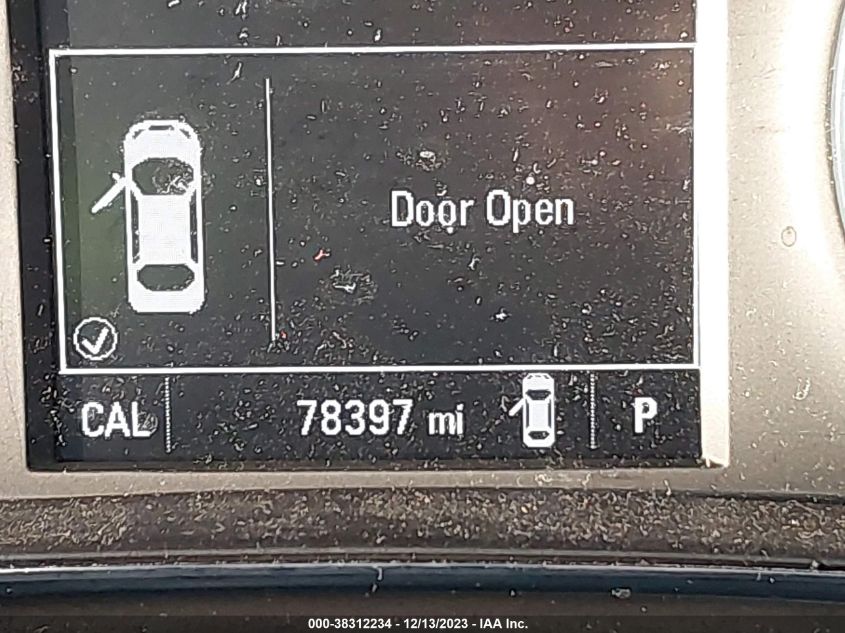 Door Open
CAL 78397 mi P
000-38312234 - 12/13/2023 - IAA Inc.